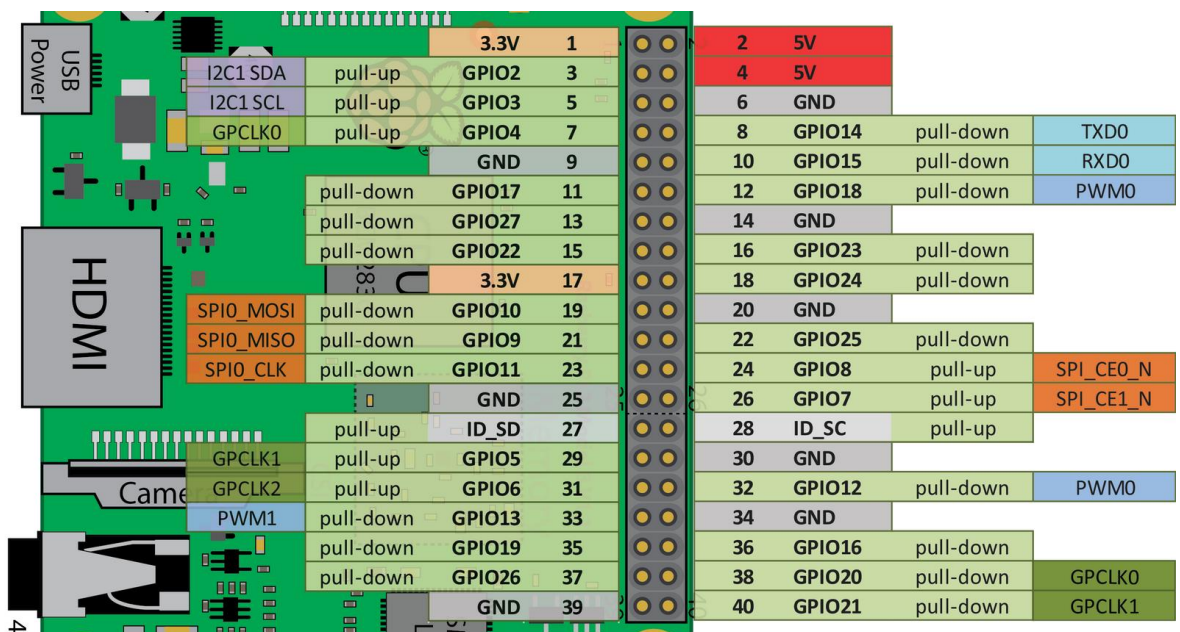 USB Power
3.3V 1 2 5V
I2C1 SDA pull-up GPIO2 3 4 5V
I2C1 SCL pull-up GPIO3 5 6 GND
GPCLK0 pull-up GPIO4 7 8 GPIO14 pull-down TXD0
GND 9 10 GPIO15 pull-down RXD0
pull-down GPIO17 11 12 GPIO18 pull-down PWM0
pull-down GPIO27 13 14 GND
pull-down GPIO22 15 16 GPIO23 pull-down
3.3V 17 18 GPIO24 pull-down
HDMI
SPI0_MOSI pull-down GPIO10 19 20 GND
SPI0_MISO pull-down GPIO9 21 22 GPIO25 pull-down
SPI0_CLK pull-down GPIO11 23 24 GPIO8 pull-up SPI_CE0_N
GND 25 26 GPIO7 pull-up SPI_CE1_N
pull-up ID_SD 27 28 ID_SC pull-up
GPCLK1 pull-up GPIO5 29 30 GND
Came GPCLK2 pull-up GPIO6 31 32 GPIO12 pull-down PWM0
PWM1 pull-down GPIO13 33 34 GND
pull-down GPIO19 35 36 GPIO16 pull-down
pull-down GPIO26 37 38 GPIO20 pull-down GPCLK0
GND 39 40 GPIO21 pull-down GPCLK1
4